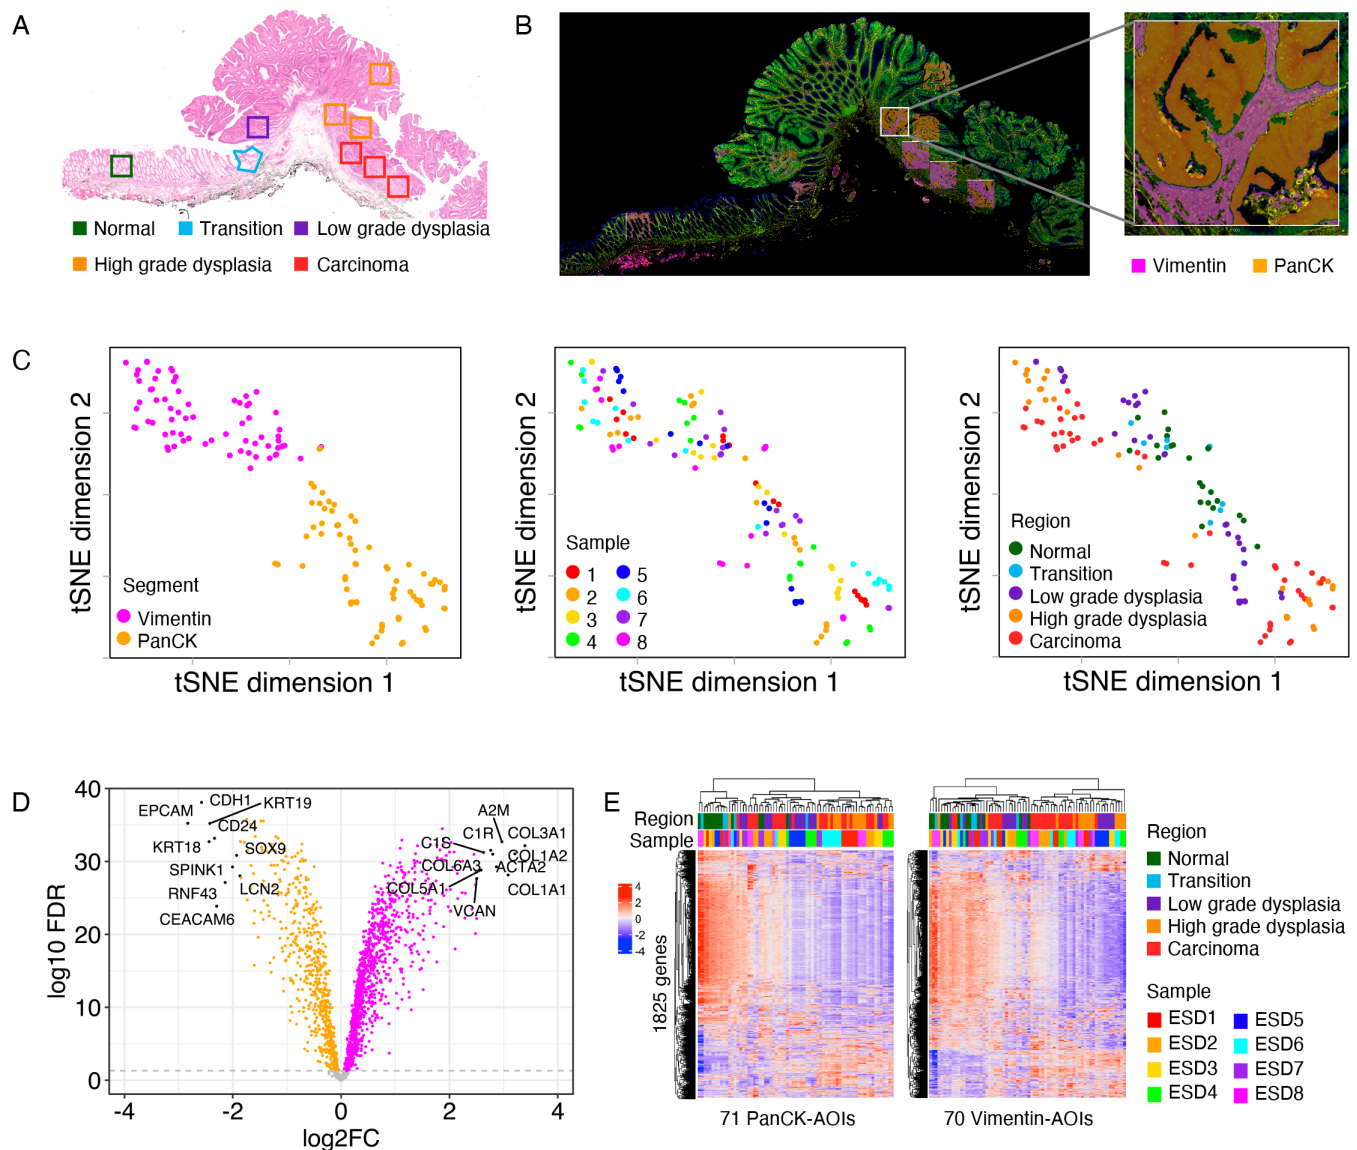 A
B
Normal
Transition
Low grade dysplasia
High grade dysplasia
Carcinoma
Vimentin
PanCK
C
tSNE dimension 2
tSNE dimension 1
Segment
Vimentin
PanCK
tSNE dimension 2
tSNE dimension 1
Sample
1
2
3
4
5
6
7
8
tSNE dimension 2
tSNE dimension 1
Region
Normal
Transition
Low grade dysplasia
High grade dysplasia
Carcinoma
D
log10 FDR
40
30
20
10
0
-4
-2
0
2
4
log2FC
EPCAM
CDH1
KRT19
CD24
KRT18
SOX9
SPINK1
RNF43
LCN2
CEACAM6
A2M
C1R
COL3A1
C1S
COL1A2
COL6A3
ACTA2
COL5A1
COL1A1
VCAN
E
Region
Sample
4
2
0
-2
-4
1825 genes
71 PanCK-AOIs
70 Vimentin-AOIs
Region
Normal
Transition
Low grade dysplasia
High grade dysplasia
Carcinoma
Sample
ESD1
ESD2
ESD3
ESD4
ESD5
ESD6
ESD7
ESD8